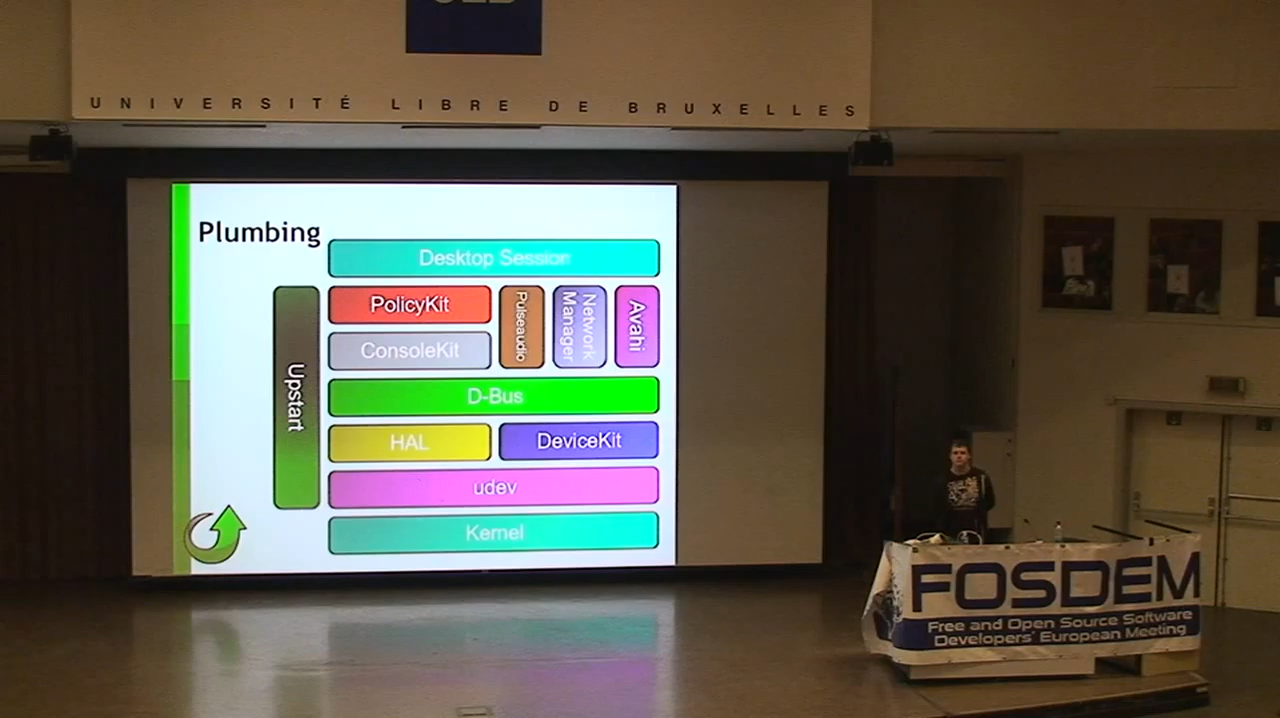 UNIVERSITÉ LIBRE DE BRUXELLES
Plumbing
Desktop Session
PolicyKit
Pulseaudio
Network
Manager
Avahi
ConsoleKit
Upstart
D-Bus
HAL
DeviceKit
udev
Kernel
FOSDEM
Free and Open Source Software
Developers' European Meeting